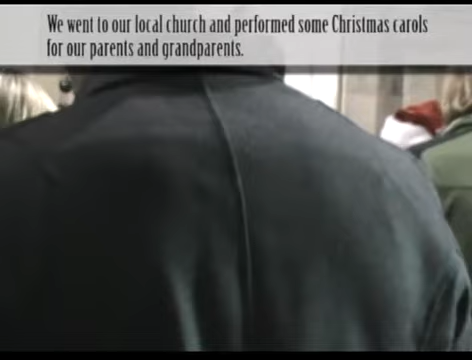 We went to our local church and performed some Christmas carols
for our parents and grandparents.